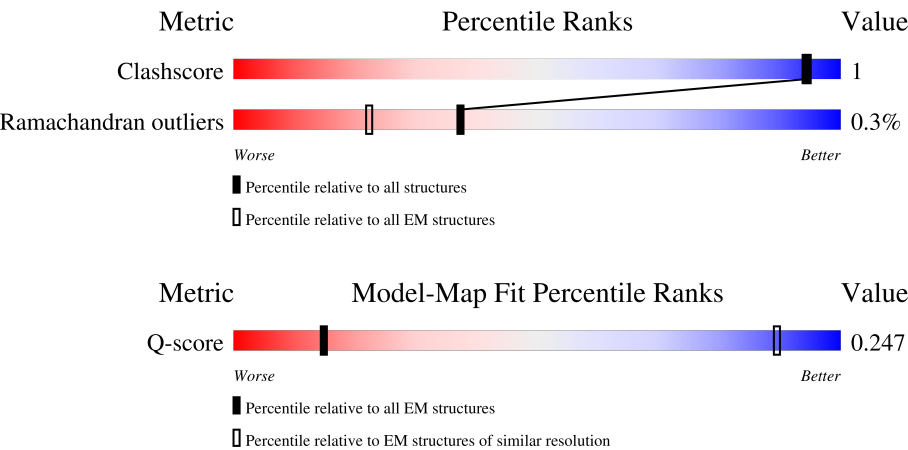 Metric Percentile Ranks Value
Clashscore 1
Ramachandran outliers 0.3%
Worse Better
Percentile relative to all structures
Percentile relative to all EM structures
Metric Model-Map Fit Percentile Ranks Value
Q-score 0.247
Worse Better
Percentile relative to all EM structures
Percentile relative to EM structures of similar resolution